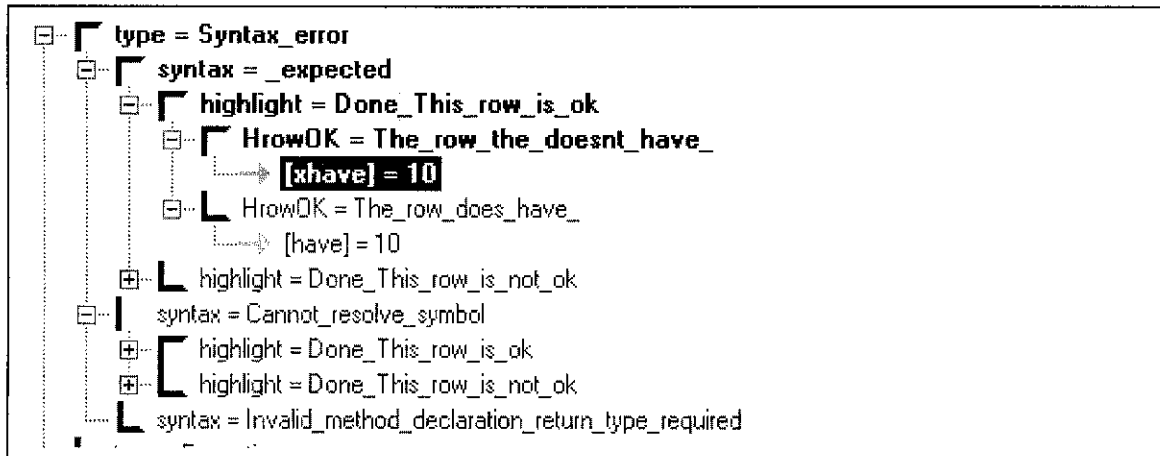 type = Syntax_error
syntax = _expected
highlight = Done_This_row_is_ok
HrowOK = The_row_the_doesnt_have_
[xhave] = 10
HrowOK = The_row_does_have_
[have] = 10
highlight = Done_This_row_is_not_ok
syntax = Cannot_resolve_symbol
highlight = Done_This_row_is_ok
highlight = Done_This_row_is_not_ok
syntax = Invalid_method_declaration_return_type_required